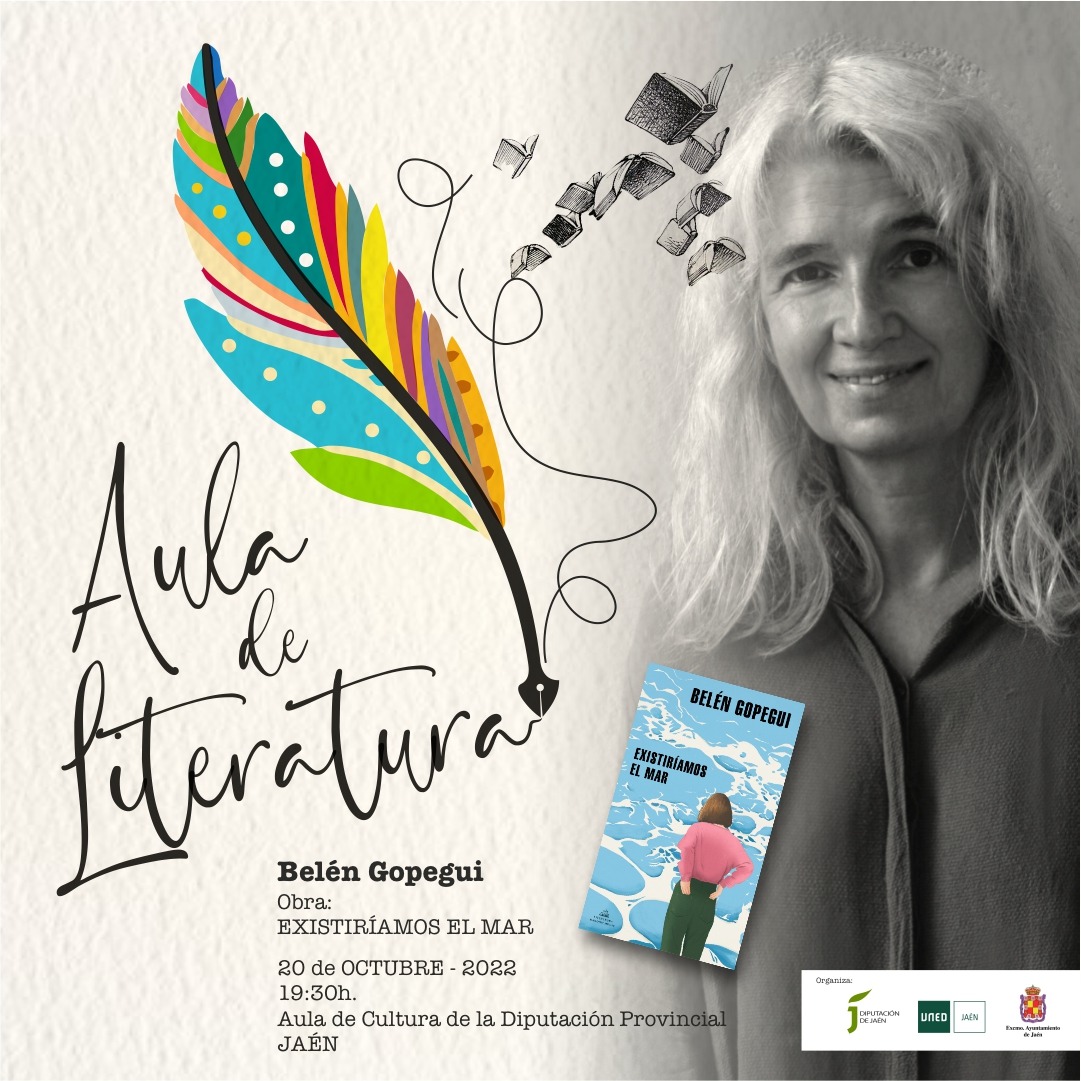 Aula
de
Literatura
BELÉN GOPEGUI
EXISTIRÍAMOS
EL MAR
Belén Gopegui
Obra:
EXISTIRÍAMOS EL MAR
20 de OCTUBRE - 2022
19:30h.
Aula de Cultura de la Diputación Provincial
JAÉN
Organiza:
DIPUTACIÓN
DE JAÉN
UNED
JAÉN
Excmo. Ayuntamiento
de Jaén